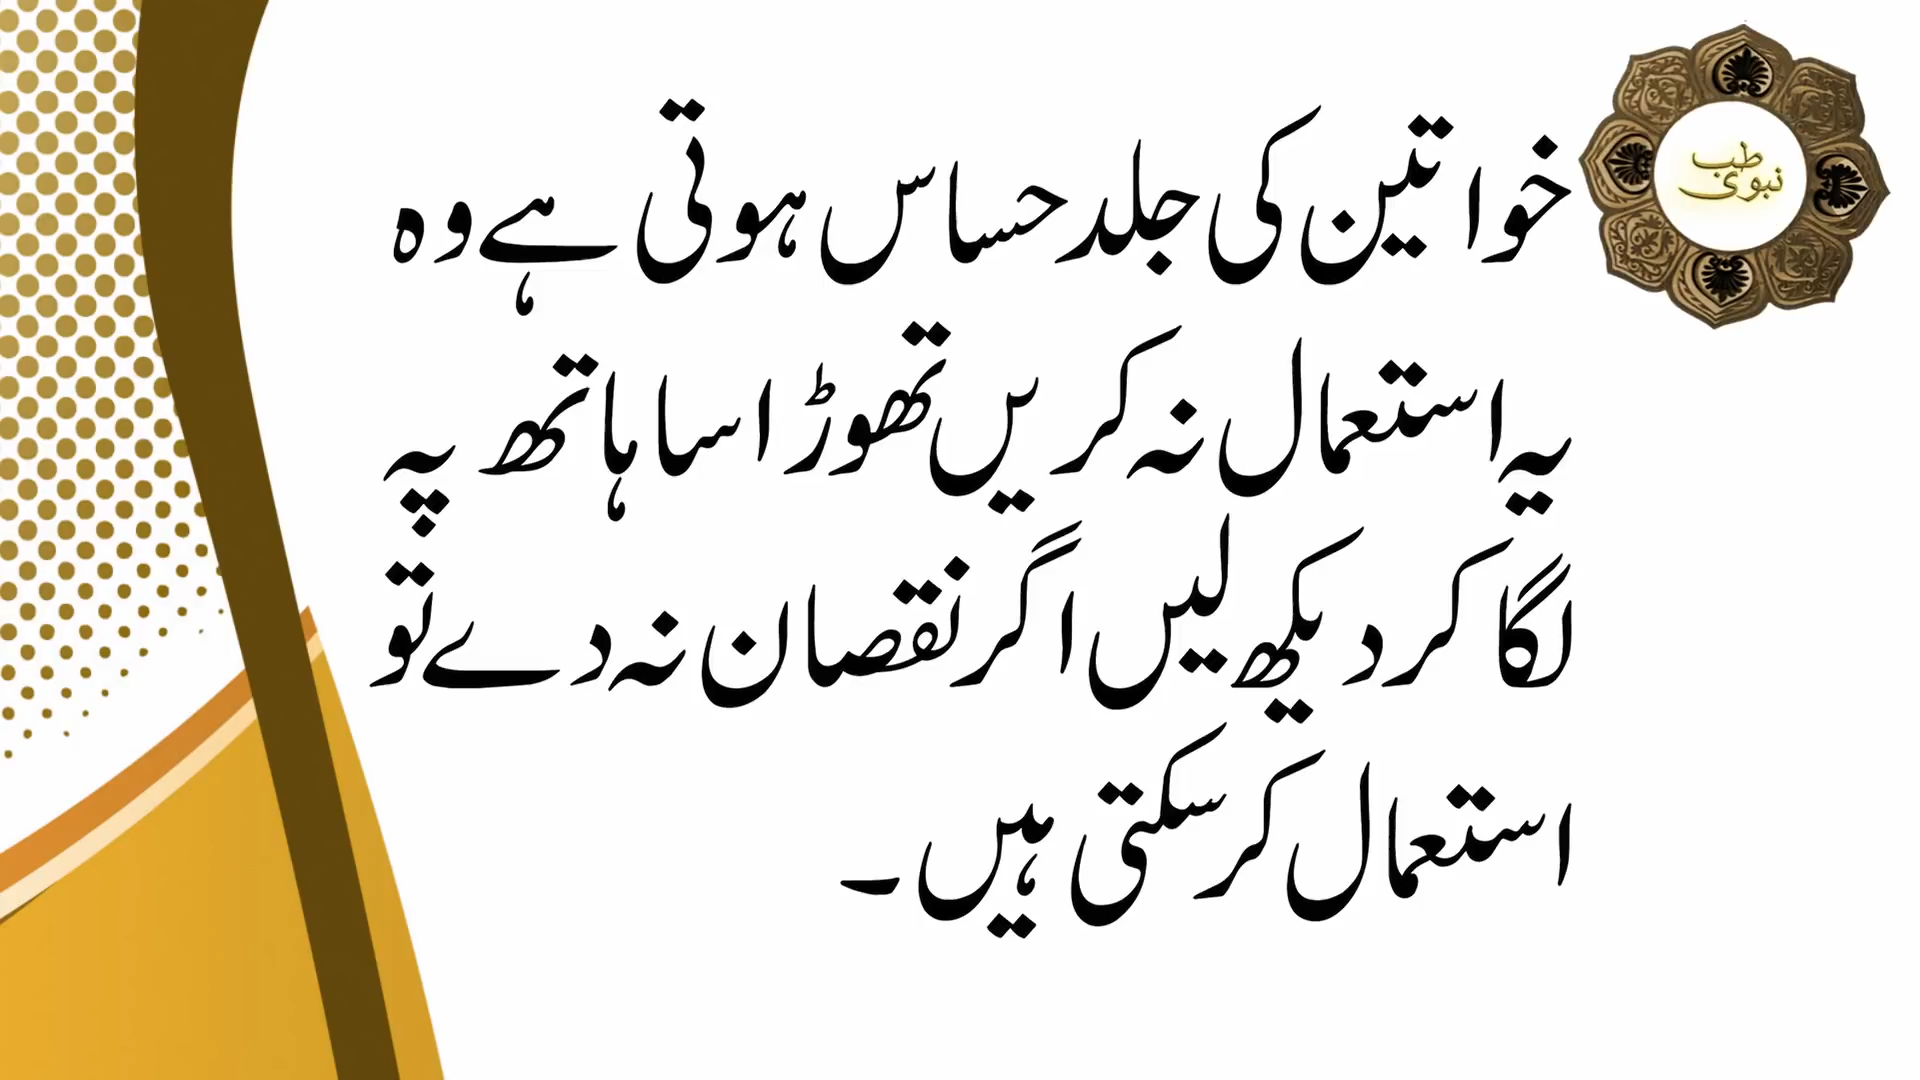 طب
نبوی
خواتین کی جلد حساس ہوتی ہے وہ
یہ استعمال نہ کریں تھوڑا سا ہاتھ پہ
لگا کر دیکھ لیں اگر نقصان نہ دے تو
استعمال کر سکتی ہیں۔